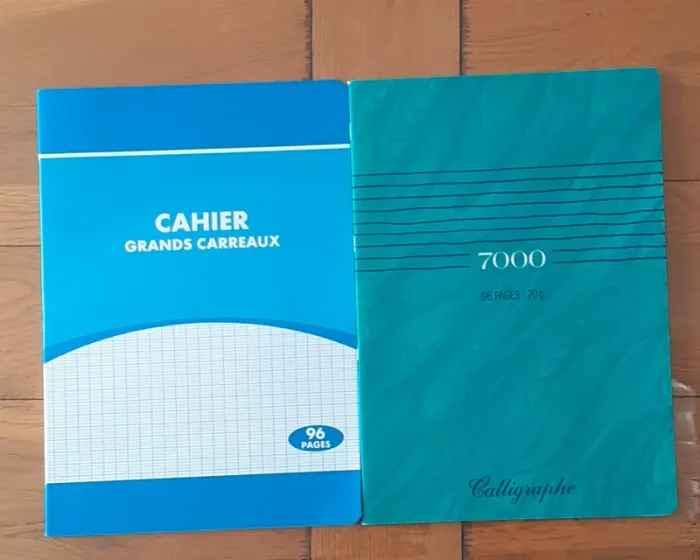 CAHIER
GRANDS CARREAUX
96
PAGES
7000
96 PAGES - 70 g
Calligraphe